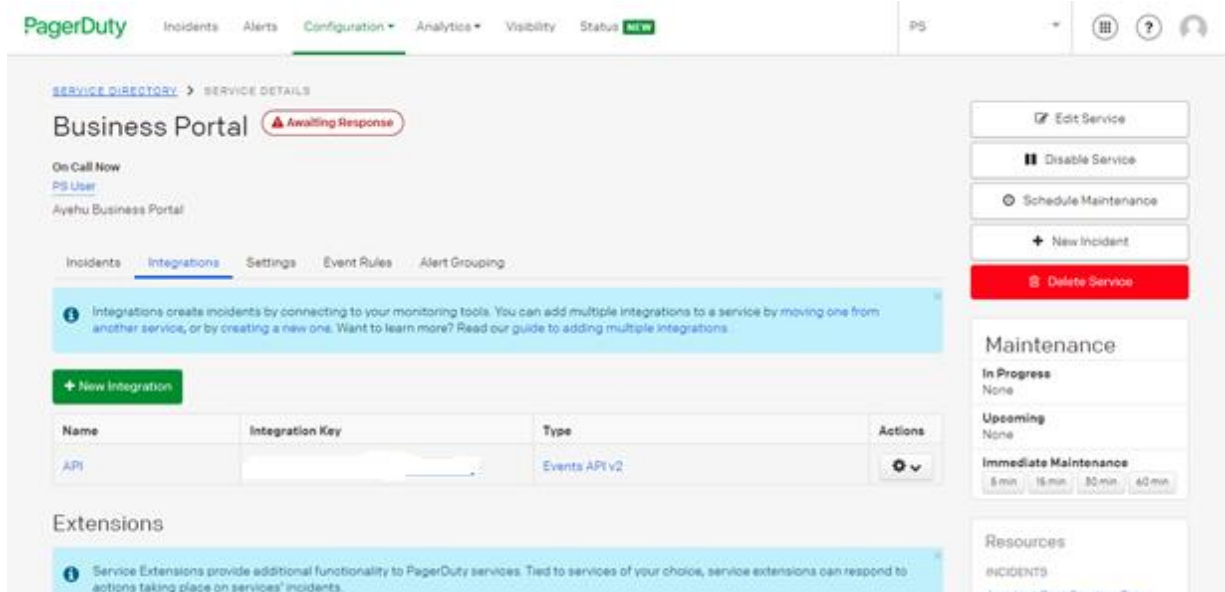 PagerDuty Incidents Alerts Configuration Analytics Visibility Status NEW PS ?
SERVICE DIRECTORY > SERVICE DETAILS
Business Portal Awaiting Response
On Call Now
PS User
Ayehu Business Portal
Incidents Integrations Settings Event Rules Alert Grouping
Integrations create incidents by connecting to your monitoring tools. You can add multiple integrations to a service by moving one from
another service, or by creating a new one. Want to learn more? Read our guide to adding multiple integrations
+ New Integration
Name Integration Key Type Actions
API Events API v2
Extensions
Service Extensions provide additional functionality to PagerDuty services. Tied to services of your choice, service extensions can respond to
actions taking place on services' incidents.
Edit Service
Disable Service
Schedule Maintenance
+ New Incident
Delete Service
Maintenance
In Progress
None
Upcoming
None
Immediate Maintenance
5 min 15 min 30 min 60 min
Resources
INCIDENTS